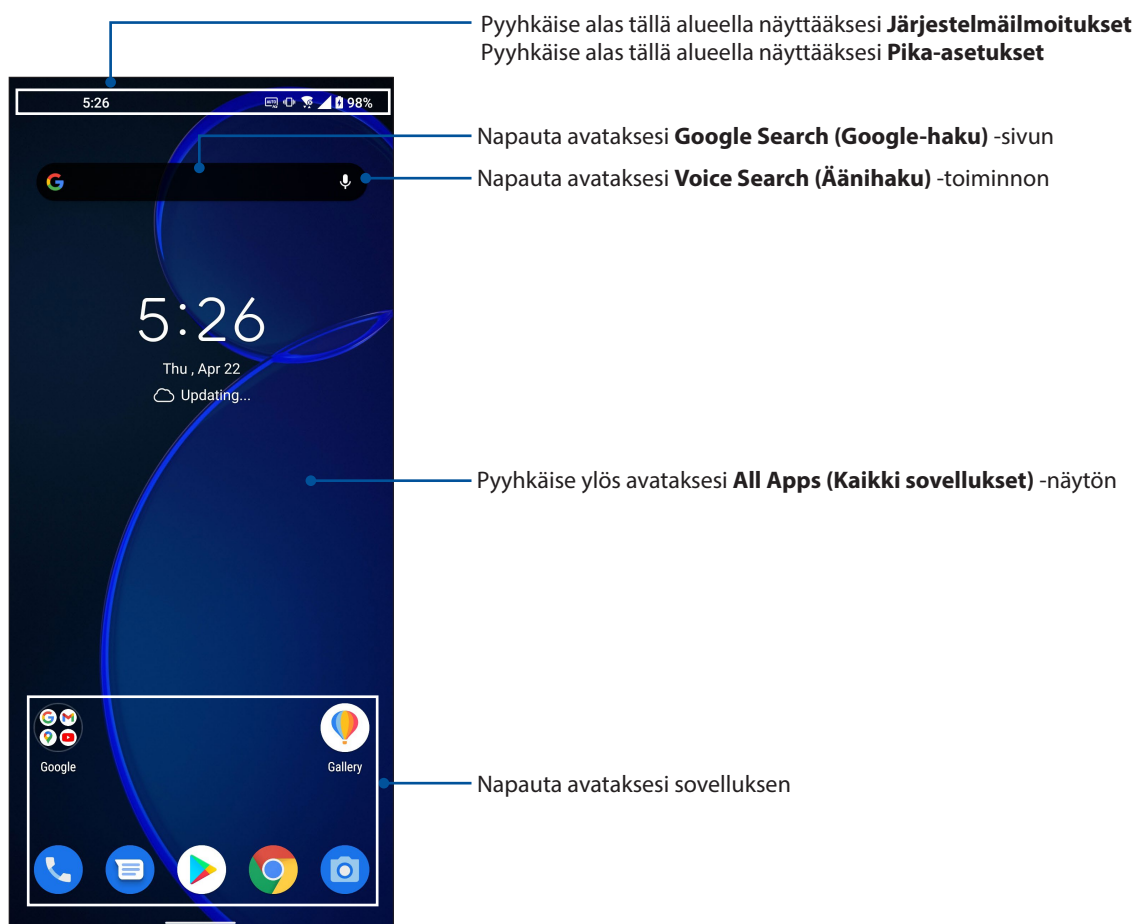 Pyyhkäise alas tällä alueella näyttääksesi Järjestelmäilmoitukset
Pyyhkäise alas tällä alueella näyttääksesi Pika-asetukset
5:26
98%
Napauta avataksesi Google Search (Google-haku) -sivun
Napauta avataksesi Voice Search (Äänihaku) -toiminnon
5:26
Thu , Apr 22
Updating...
Pyyhkäise ylös avataksesi All Apps (Kaikki sovellukset) -näytön
Google
Gallery
Napauta avataksesi sovelluksen